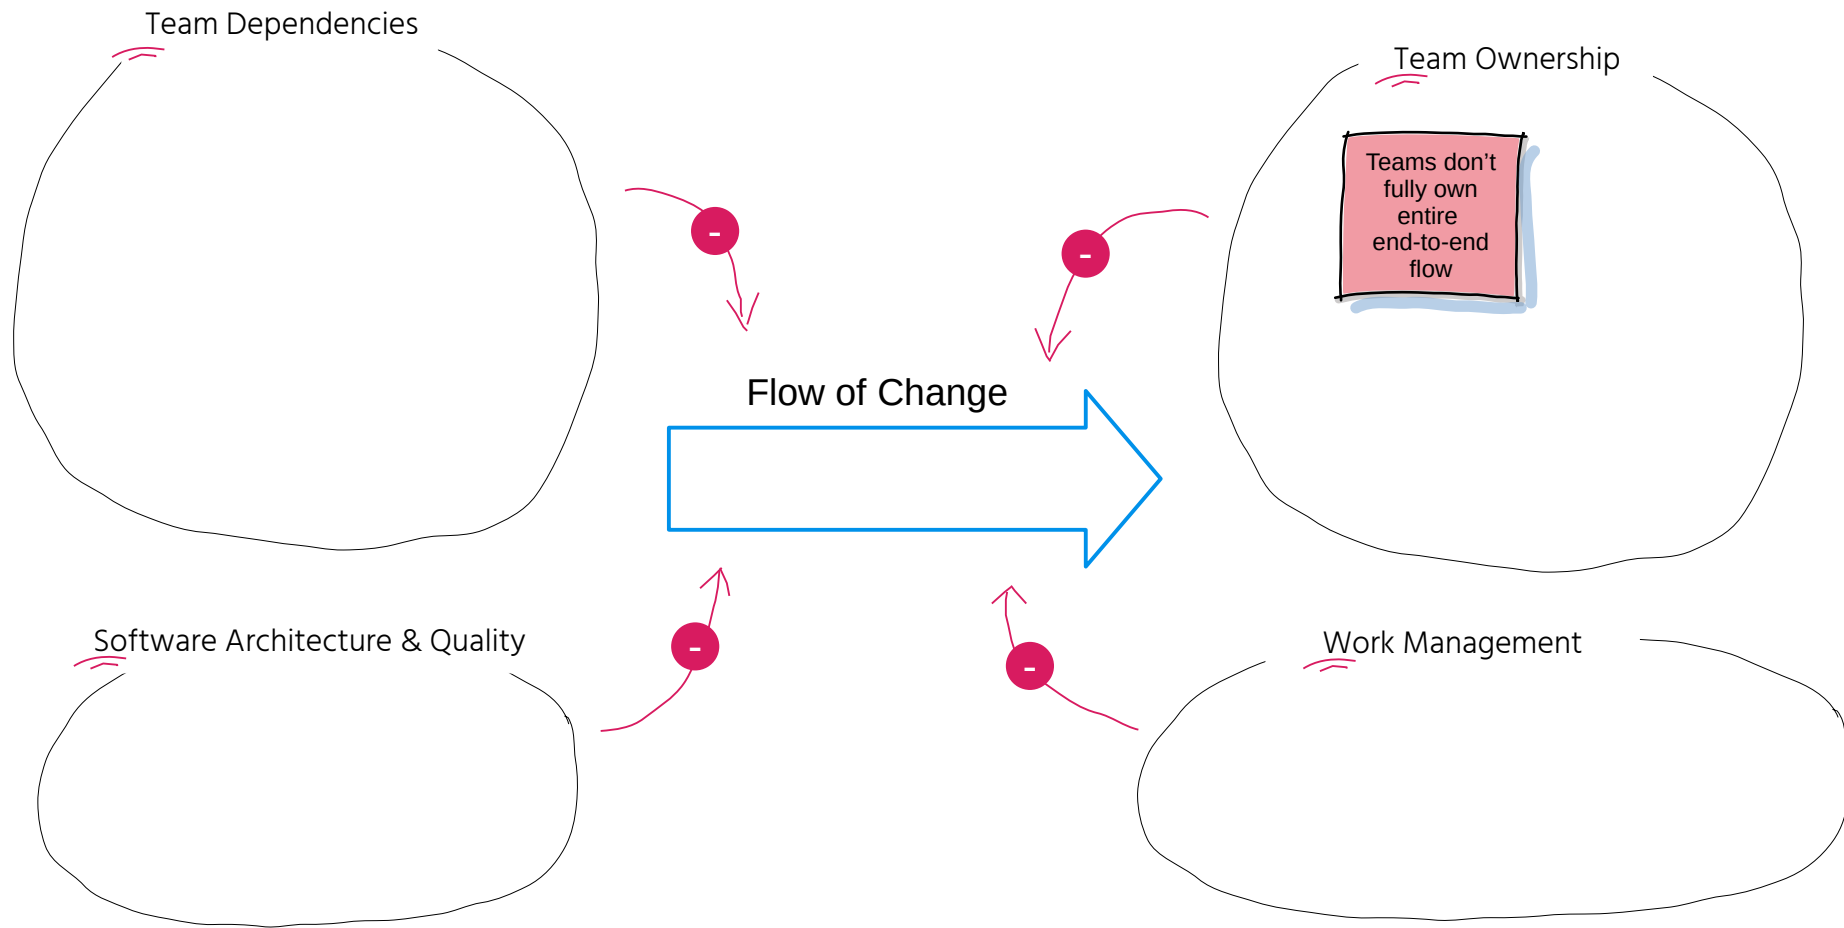 Team Dependencies
Team Ownership
Teams don’t
fully own
entire
end-to-end
flow
-
-
Flow of Change
Software Architecture & Quality
Work Management
-
-